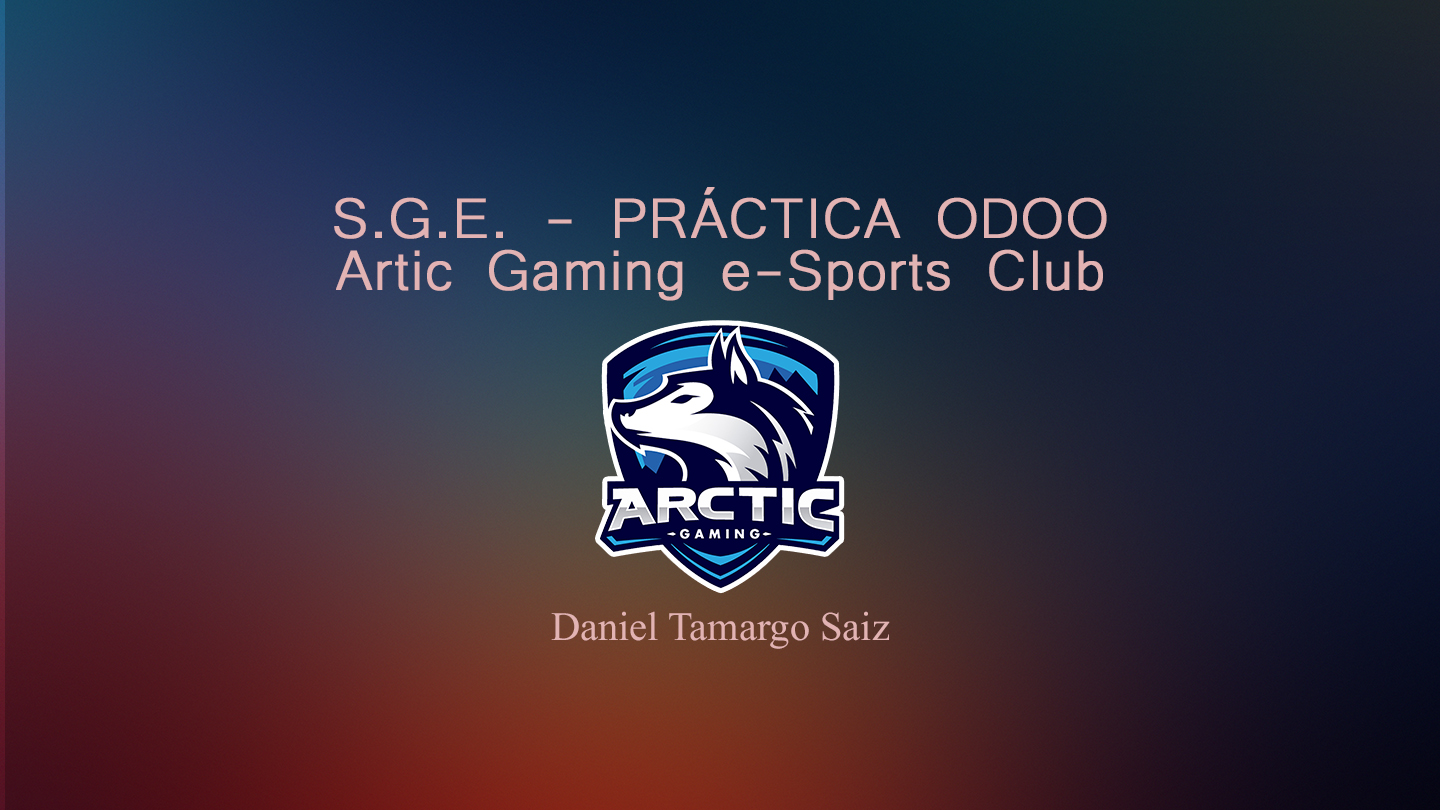 S.G.E. - PRÁCTICA ODOO
Artic Gaming e-Sports Club
ARCTIC
GAMING
Daniel Tamargo Saiz